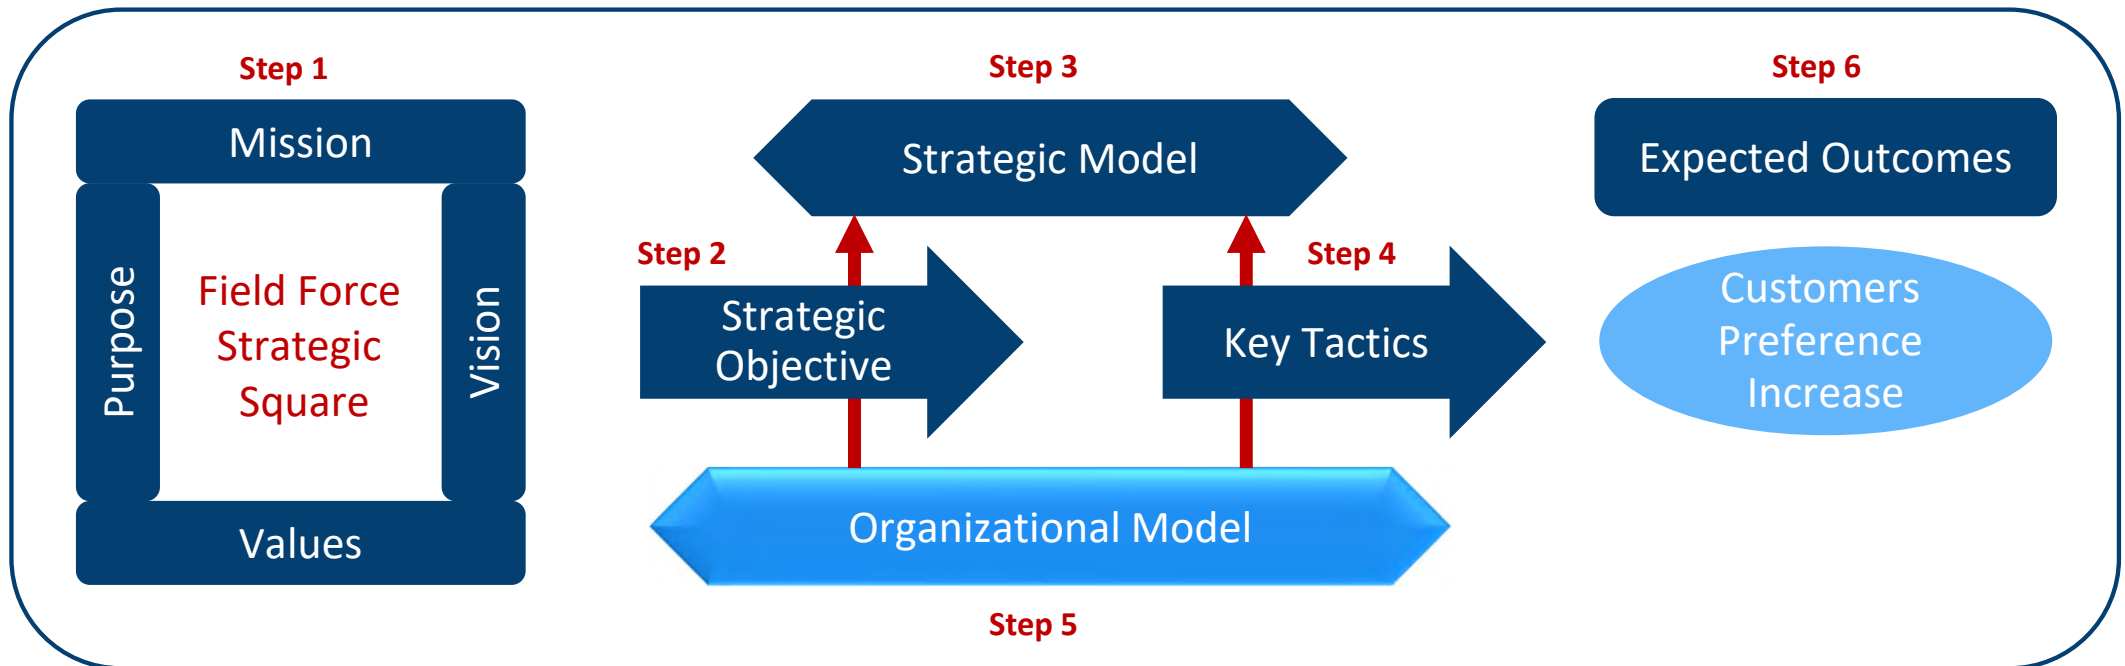 Step 1
Mission
Purpose
Field Force
Strategic
Square
Vision
Values
Step 2
Strategic
Objective
Step 3
Strategic Model
Step 4
Key Tactics
Organizational Model
Step 5
Step 6
Expected Outcomes
Customers
Preference
Increase